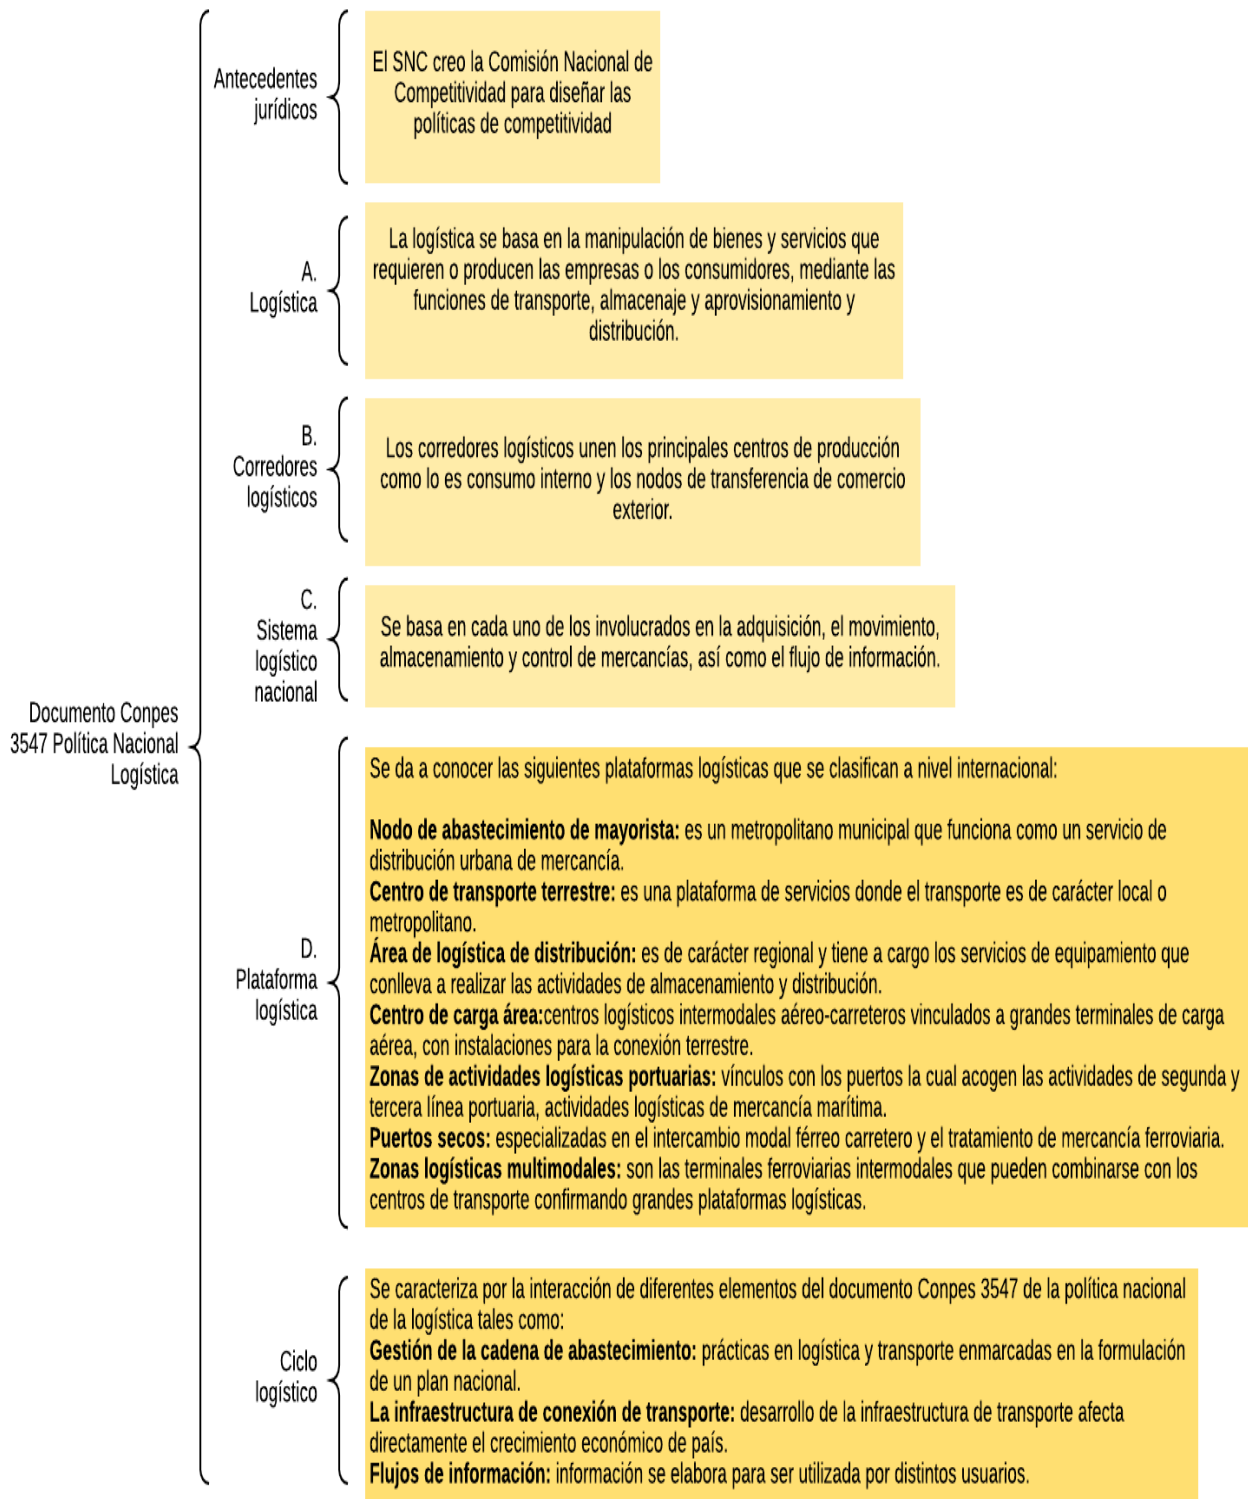 Documento Conpes
3547 Política Nacional
Logística
Antecedentes
jurídicos
El SNC creo la Comisión Nacional de
Competitividad para diseñar las
políticas de competitividad
A.
Logística
La logística se basa en la manipulación de bienes y servicios que
requieren o producen las empresas o los consumidores, mediante las
funciones de transporte, almacenaje y aprovisionamiento y
distribución.
B.
Corredores
logísticos
Los corredores logísticos unen los principales centros de producción
como lo es consumo interno y los nodos de transferencia de comercio
exterior.
C.
Sistema
logístico
nacional
Se basa en cada uno de los involucrados en la adquisición, el movimiento,
almacenamiento y control de mercancías, así como el flujo de información.
D.
Plataforma
logística
Se da a conocer las siguientes plataformas logísticas que se clasifican a nivel internacional:
Nodo de abastecimiento de mayorista: es un metropolitano municipal que funciona como un servicio de
distribución urbana de mercancía.
Centro de transporte terrestre: es una plataforma de servicios donde el transporte es de carácter local o
metropolitano.
Área de logística de distribución: es de carácter regional y tiene a cargo los servicios de equipamiento que
conlleva a realizar las actividades de almacenamiento y distribución.
Centro de carga área:centros logísticos intermodales aéreo-carreteros vinculados a grandes terminales de carga
aérea, con instalaciones para la conexión terrestre.
Zonas de actividades logísticas portuarias: vínculos con los puertos la cual acogen las actividades de segunda y
tercera línea portuaria, actividades logísticas de mercancía marítima.
Puertos secos: especializadas en el intercambio modal férreo carretero y el tratamiento de mercancía ferroviaria.
Zonas logísticas multimodales: son las terminales ferroviarias intermodales que pueden combinarse con los
centros de transporte confirmando grandes plataformas logísticas.
Ciclo
logístico
Se caracteriza por la interacción de diferentes elementos del documento Conpes 3547 de la política nacional
de la logística tales como:
Gestión de la cadena de abastecimiento: prácticas en logística y transporte enmarcadas en la formulación
de un plan nacional.
La infraestructura de conexión de transporte: desarrollo de la infraestructura de transporte afecta
directamente el crecimiento económico de país.
Flujos de información: información se elabora para ser utilizada por distintos usuarios.